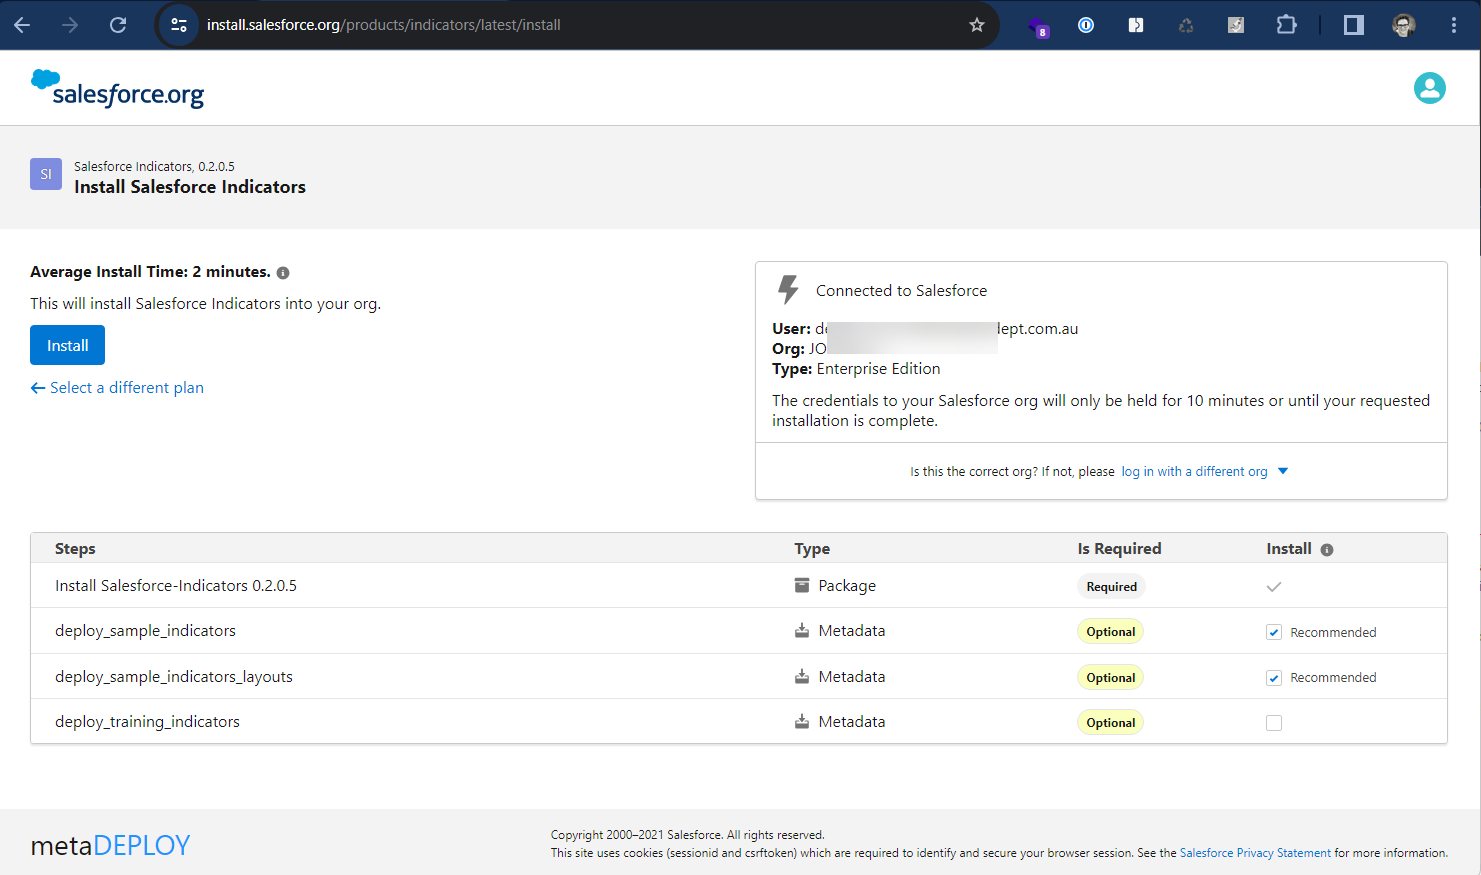 install.salesforce.org/products/indicators/latest/install
8
salesforce.org
SI
Salesforce Indicators, 0.2.0.5
Install Salesforce Indicators
Average Install Time: 2 minutes.
This will install Salesforce Indicators into your org.
Install
Select a different plan
Connected to Salesforce
User: de dept.com.au
Org: JO
Type: Enterprise Edition
The credentials to your Salesforce org will only be held for 10 minutes or until your requested
installation is complete.
Is this the correct org? If not, please log in with a different org
Steps Type Is Required Install
Install Salesforce-Indicators 0.2.0.5 Package Required
deploy_sample_indicators Metadata Optional Recommended
deploy_sample_indicators_layouts Metadata Optional Recommended
deploy_training_indicators Metadata Optional
metaDEPLOY
Copyright 2000–2021 Salesforce. All rights reserved.
This site uses cookies (sessionid and csrftoken) which are required to identify and secure your browser session. See the Salesforce Privacy Statement for more information.